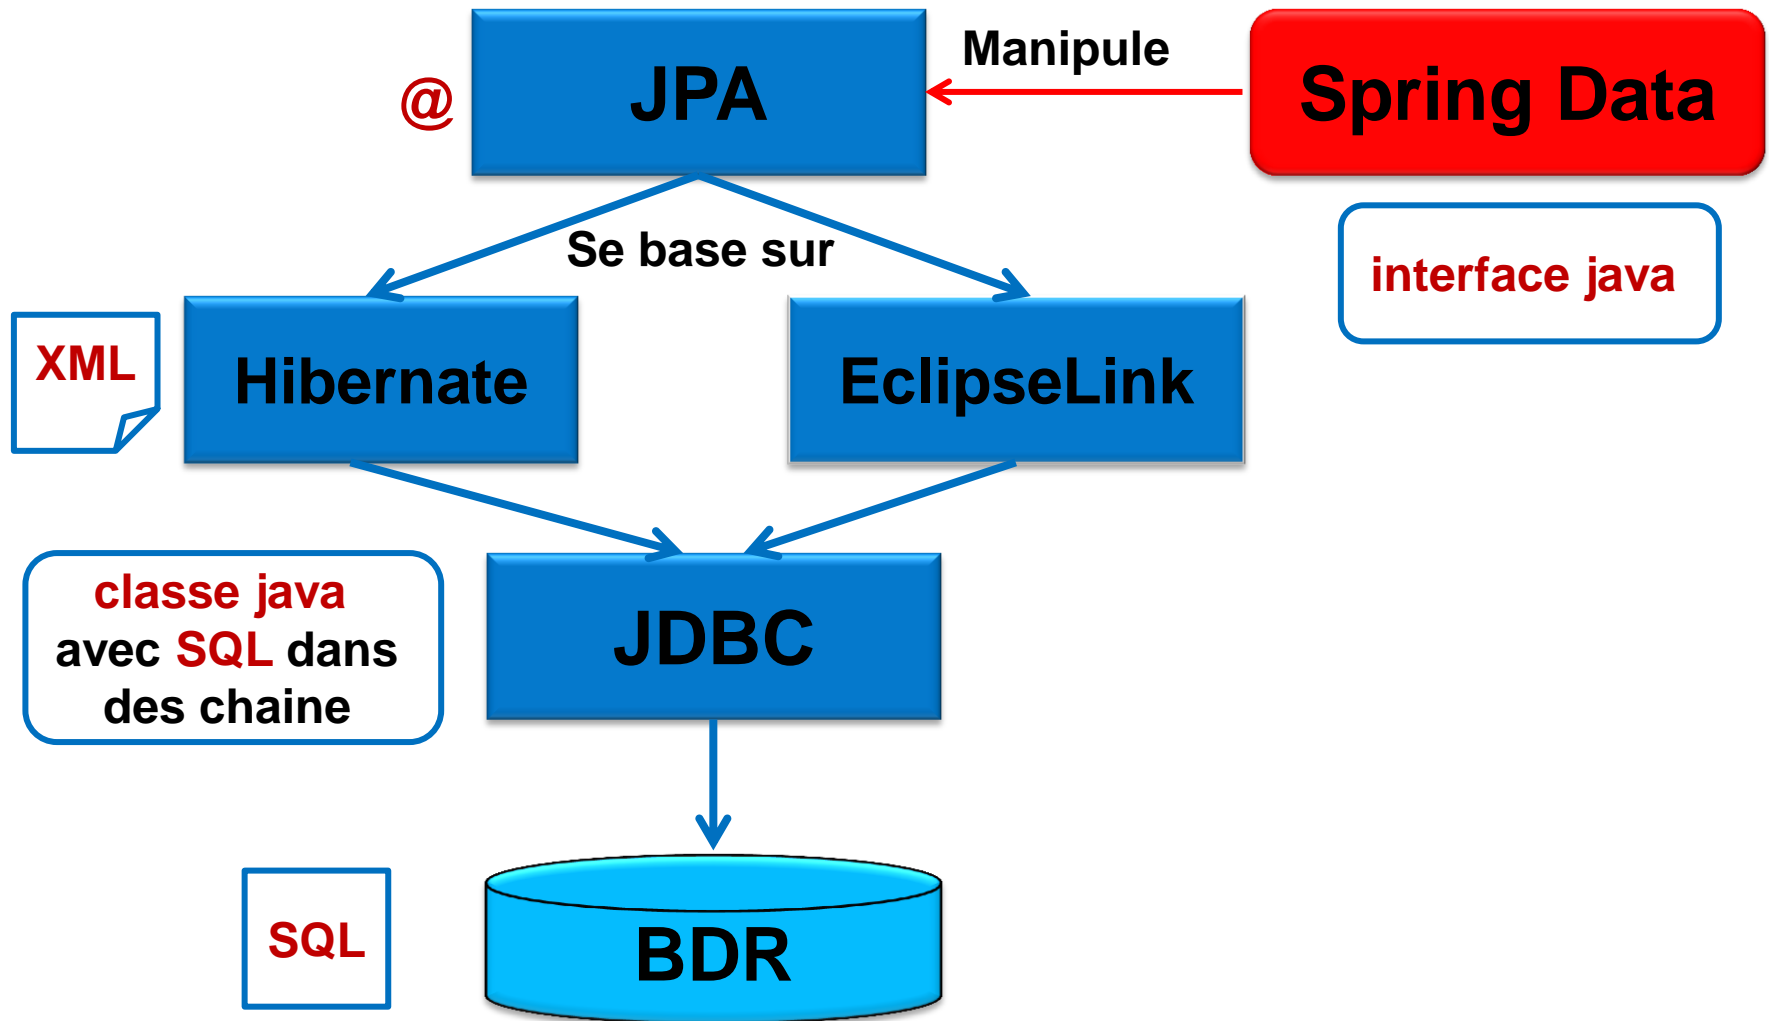 Manipule
@
JPA
Spring Data
Se base sur
interface java
XML
Hibernate
EclipseLink
classe java
avec SQL dans
des chaine
JDBC
SQL
BDR